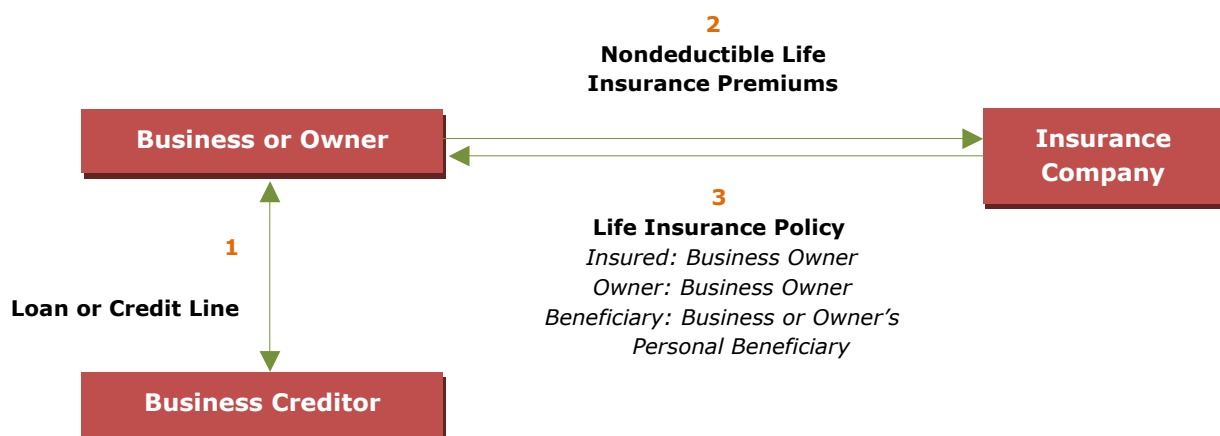 2
Nondeductible Life
Insurance Premiums
Business or Owner
Insurance
Company
3
Life Insurance Policy
Insured: Business Owner
Owner: Business Owner
Beneficiary: Business or Owner’s
Personal Beneficiary
1
Loan or Credit Line
Business Creditor